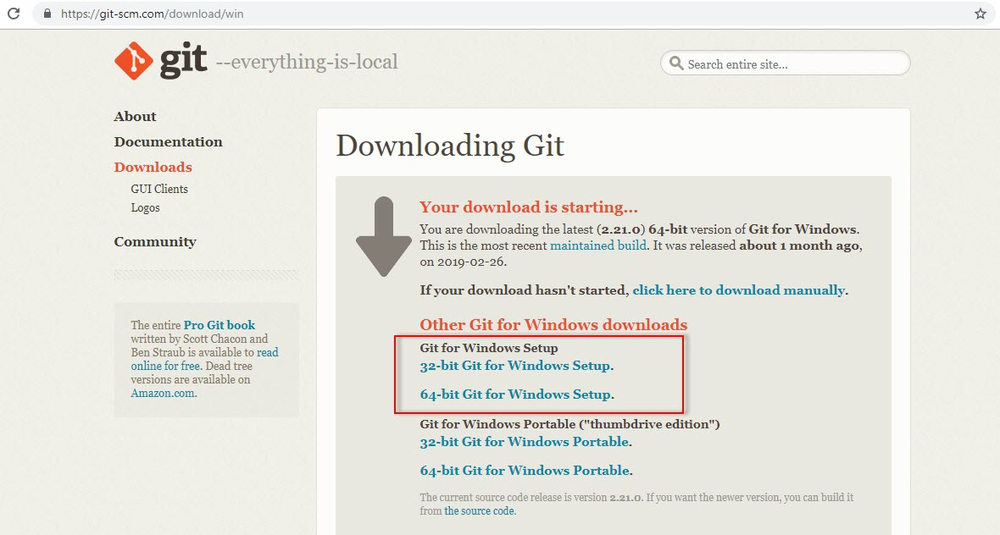 https://git-scm.com/download/win
git --everything-is-local
Search entire site...
About
Documentation
Downloads
GUI Clients
Logos
Community
The entire Pro Git book
written by Scott Chacon and
Ben Straub is available to read
online for free. Dead tree
versions are available on
Amazon.com.
Downloading Git
Your download is starting...
You are downloading the latest (2.21.0) 64-bit version of Git for Windows.
This is the most recent maintained build. It was released about 1 month ago,
on 2019-02-26.
If your download hasn't started, click here to download manually.
Other Git for Windows downloads
Git for Windows Setup
32-bit Git for Windows Setup.
64-bit Git for Windows Setup.
Git for Windows Portable ("thumbdrive edition")
32-bit Git for Windows Portable.
64-bit Git for Windows Portable.
The current source code release is version 2.21.0. If you want the newer version, you can build it
from the source code.